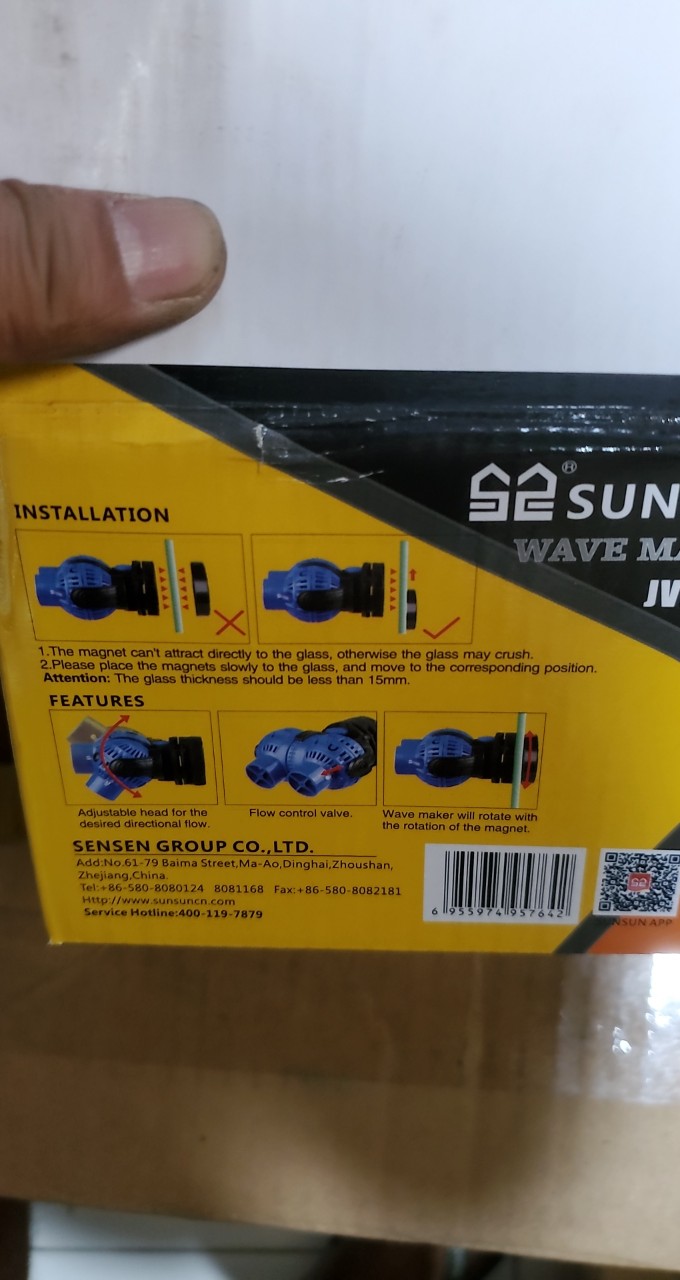 INSTALLATION
1.The magnet can't attract directly to the glass, otherwise the glass may crush.
2.Please place the magnets slowly to the glass, and move to the corresponding position.
Attention: The glass thickness should be less than 15mm.
FEATURES
Adjustable head for the
desired directional flow.
Flow control valve.
Wave maker will rotate with
the rotation of the magnet.
SENSEN GROUP CO.,LTD.
Add:No.61-79 Baima Street,Ma-Ao,Dinghai,Zhoushan,
Zhejiang,China.
Tel:+86-580-8080124 8081168 Fax:+86-580-8082181
Http://www.sunsuncn.com
Service Hotline:400-119-7879
6 955974 957642
NSUN APP
® SUN
WAVE MA
JV